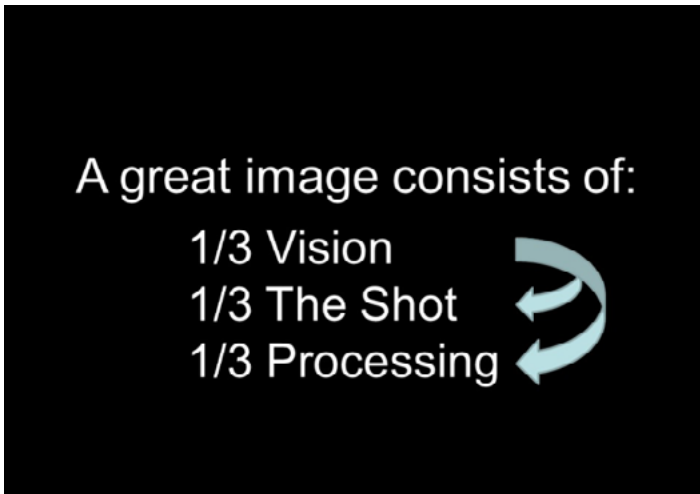 A great image consists of:
1/3 Vision
1/3 The Shot
1/3 Processing